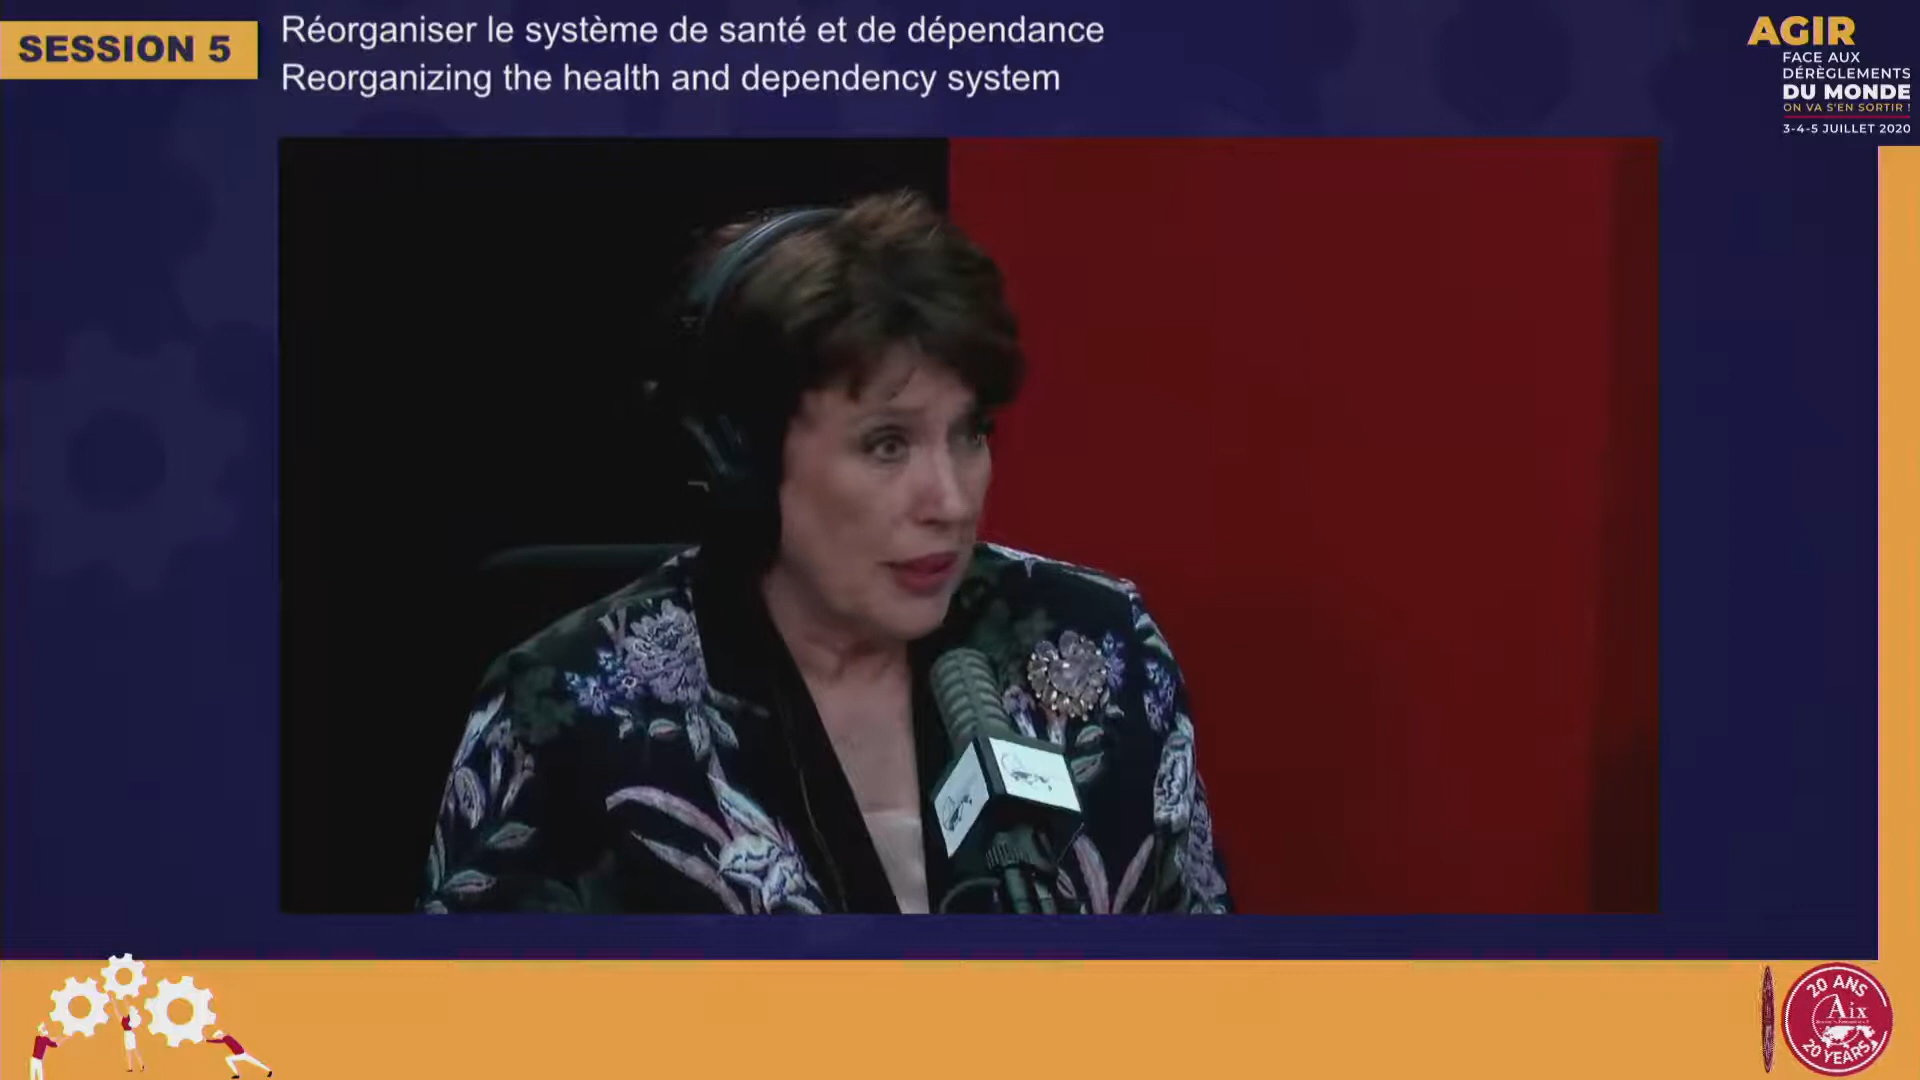 SESSION 5
Réorganiser le système de santé et de dépendance
Reorganizing the health and dependency system
AGIR
FACE AUX
DÉRÈGLEMENTS
DU MONDE
ON VA S'EN SORTIR !
3-4-5 JUILLET 2020
20 ANS
Aix
20 YEARS